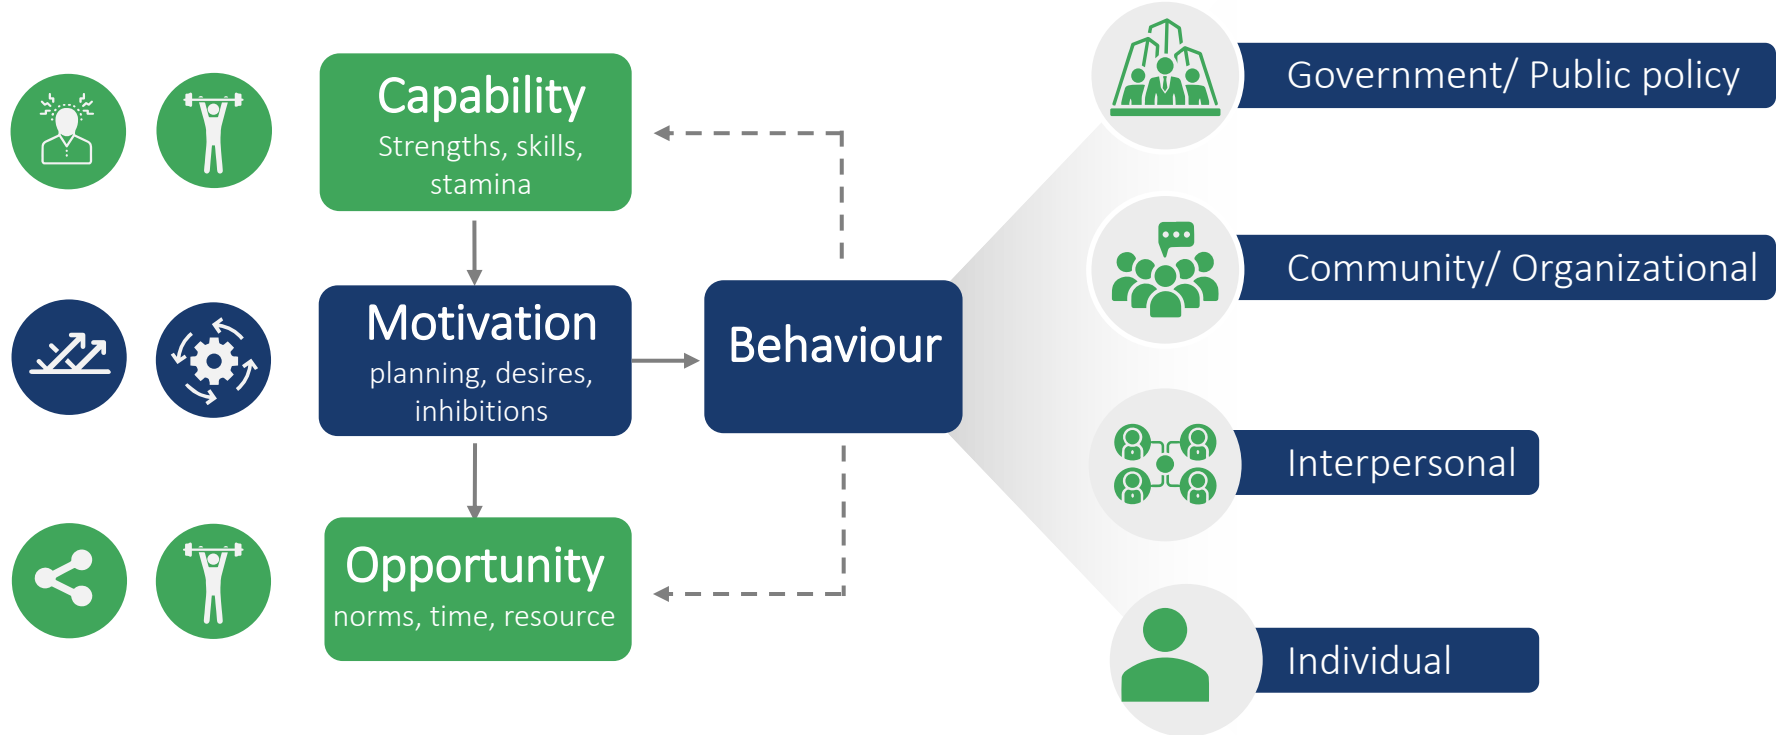 Capability
Strengths, skills,
stamina
Motivation
planning, desires,
inhibitions
Opportunity
norms, time, resource
Behaviour
Government/ Public policy
Community/ Organizational
Interpersonal
Individual